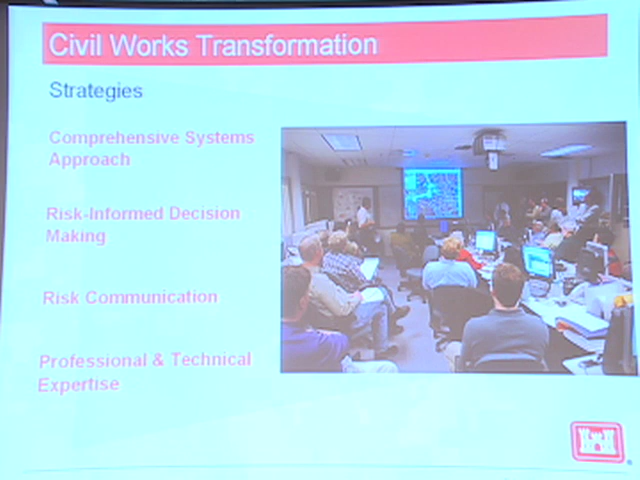 Civil Works Transformation
Strategies
Comprehensive Systems
Approach
Risk-Informed Decision
Making
Risk Communication
Professional & Technical
Expertise